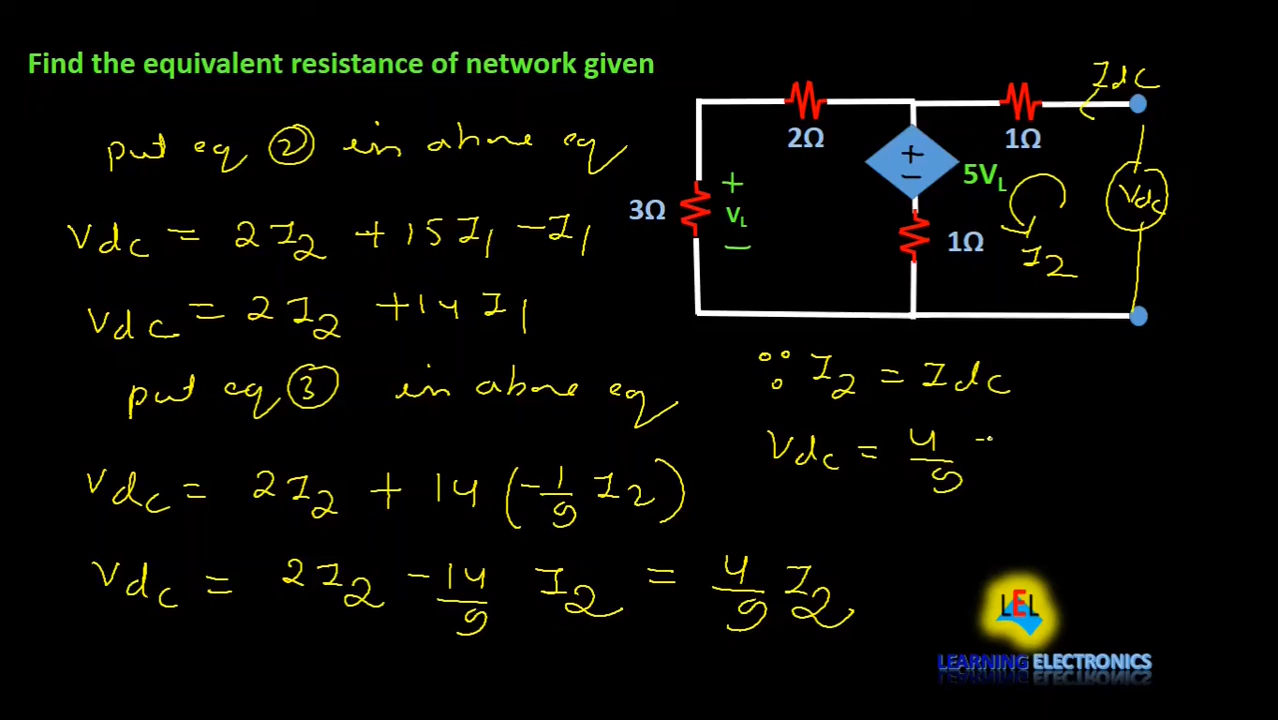 Find the equivalent resistance of network given
put eq ② in above eq
Vdc = 2I2 + 15I1 - I1
Vdc = 2I2 + 14I1
put eq ③ in above eq
Vdc = 2I2 + 14 (-1/9 I2)
Vdc = 2I2 - 14/9 I2 = 4/9 I2
Idc
2Ω
1Ω
+
−
5VL
Vdc
3Ω
+
VL
−
1Ω
I2
∵ I2 = Idc
Vdc = 4/9
LEL
LEARNING ELECTRONICS